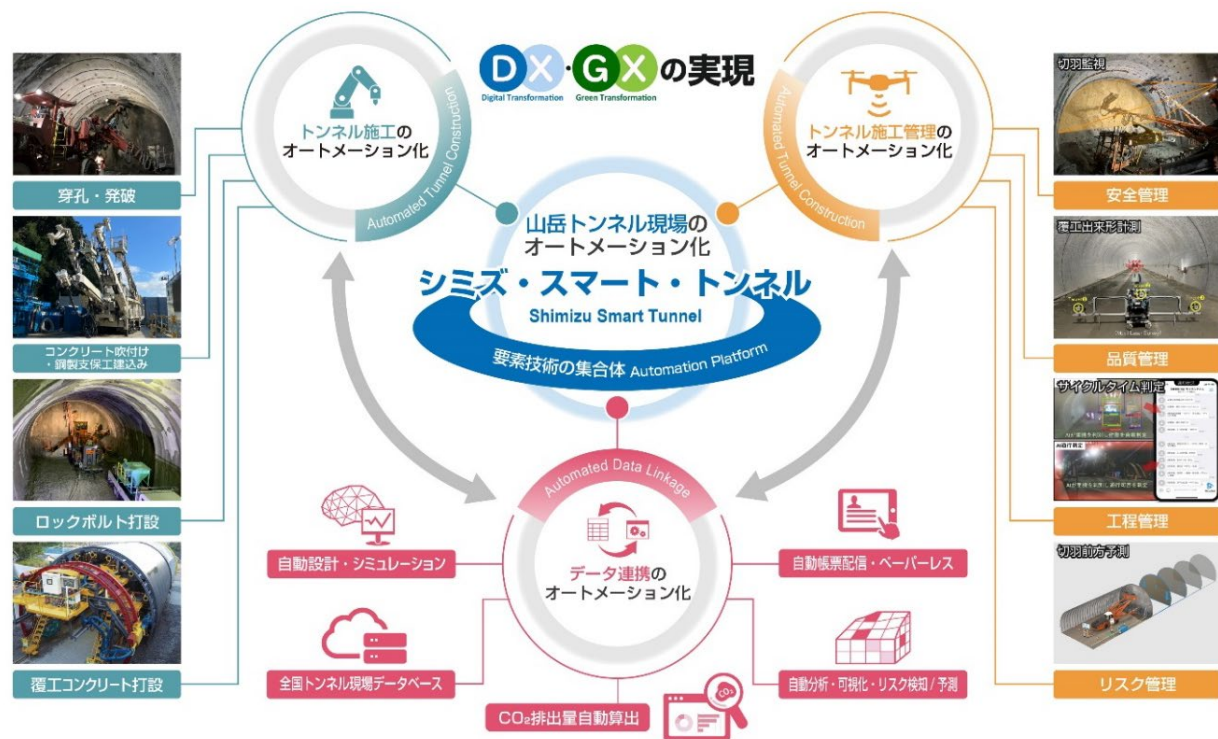 DX・GXの実現
Digital Transformation
Green Transformation
トンネル施工の
オートメーション化
Automated Tunnel Construction
穿孔・発破
コンクリート吹付け
・鋼製支保工建込み
ロックボルト打設
覆工コンクリート打設
山岳トンネル現場の
オートメーション化
シミズ・スマート・トンネル
Shimizu Smart Tunnel
要素技術の集合体 Automation Platform
トンネル施工管理の
オートメーション化
Automated Tunnel Construction
切羽監視
安全管理
覆工出来形計測
品質管理
サイクルタイム判定
工程管理
切羽前方予測
リスク管理
Automated Data Linkage
データ連携の
オートメーション化
自動設計・シミュレーション
全国トンネル現場データベース
CO₂排出量自動算出
CO₂
自動帳票配信・ペーパーレス
自動分析・可視化・リスク検知 / 予測